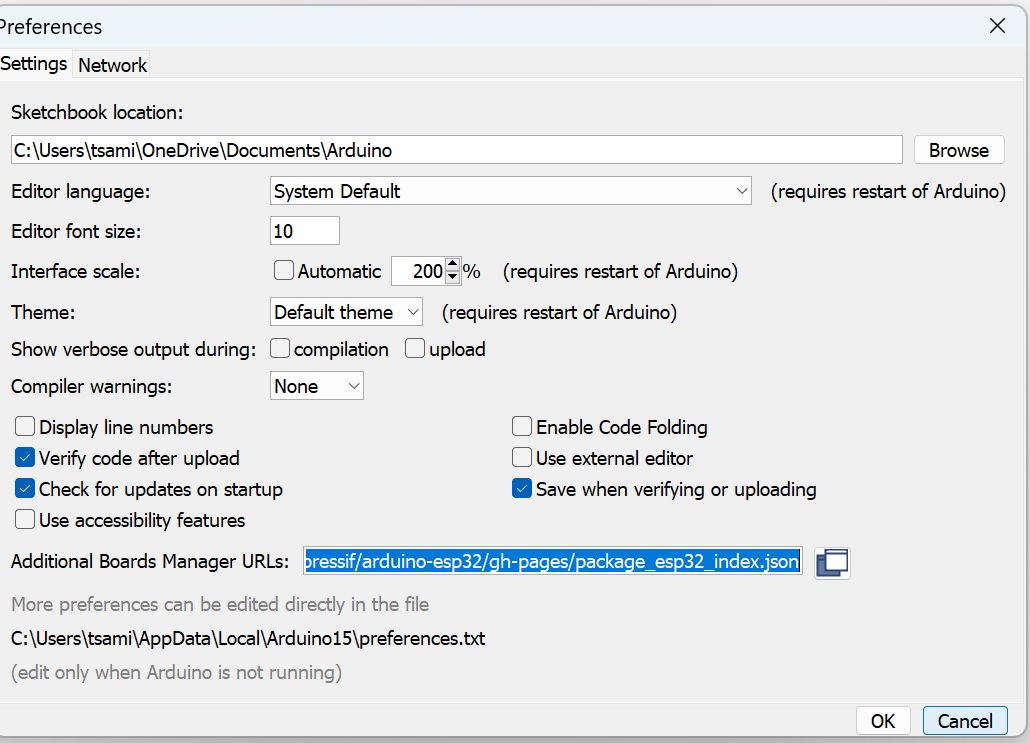 Preferences
Settings Network
Sketchbook location:
C:\Users\tsami\OneDrive\Documents\Arduino Browse
Editor language: System Default (requires restart of Arduino)
Editor font size: 10
Interface scale: Automatic 200 % (requires restart of Arduino)
Theme: Default theme (requires restart of Arduino)
Show verbose output during: compilation upload
Compiler warnings: None
Display line numbers Enable Code Folding
Verify code after upload Use external editor
Check for updates on startup Save when verifying or uploading
Use accessibility features
Additional Boards Manager URLs: pressif/arduino-esp32/gh-pages/package_esp32_index.json
More preferences can be edited directly in the file
C:\Users\tsami\AppData\Local\Arduino15\preferences.txt
(edit only when Arduino is not running)
OK Cancel